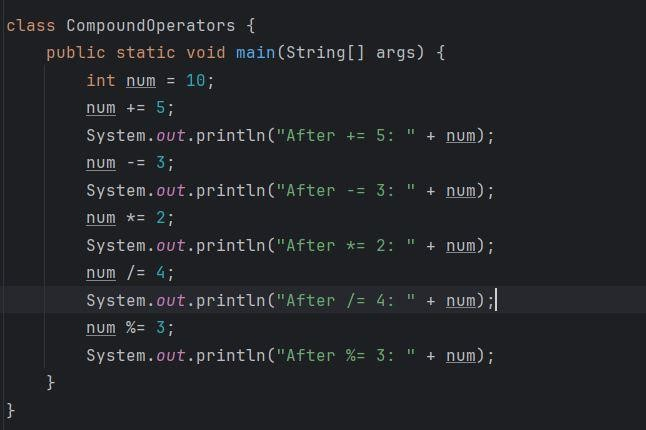 class CompoundOperators {
    public static void main(String[] args) {
        int num = 10;
        num += 5;
        System.out.println("After += 5: " + num);
        num -= 3;
        System.out.println("After -= 3: " + num);
        num *= 2;
        System.out.println("After *= 2: " + num);
        num /= 4;
        System.out.println("After /= 4: " + num);
        num %= 3;
        System.out.println("After %= 3: " + num);
    }
}